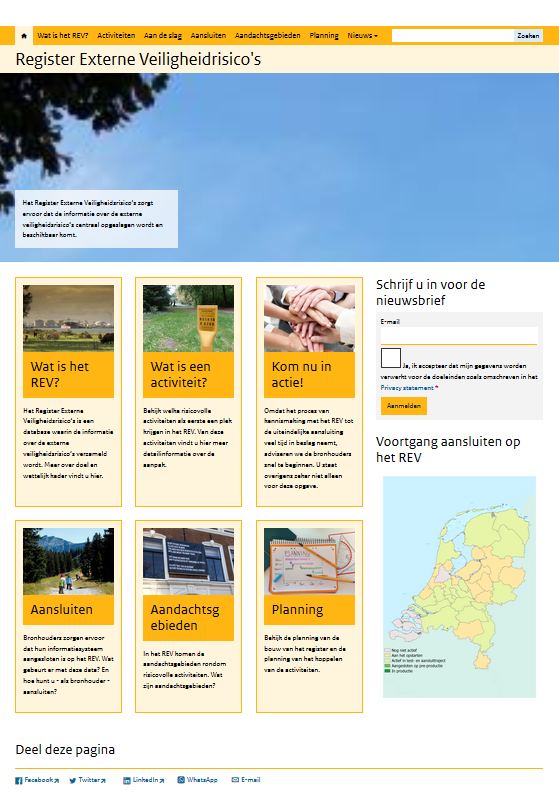 Wat is het REV? Activiteiten Aan de slag Aansluiten Aandachtsgebieden Planning Nieuws Zoeken
Register Externe Veiligheidrisico's
Het Register Externe Veiligheidsrisico's zorgt
ervoor dat de informatie over de externe
veiligheidsrisico's centraal opgeslagen wordt en
beschikbaar komt.
Wat is het
REV?
Het Register Externe
Veiligheidsrisico's is een
database waarin de informatie
over de externe
veiligheidsrisico's verzameld
wordt. Meer over doel en
wettelijk kader vindt u hier.
Wat is een
activiteit?
Bekijk welke risicovolle
activiteiten als eerste een plek
krijgen in het REV. Van deze
activiteiten vindt u hier meer
detailinformatie over de
aanpak.
Kom nu in
actie!
Omdat het proces van
kennismaking met het REV tot
de uiteindelijke aansluiting
veel tijd in beslag neemt,
adviseren we de bronhouders
snel te beginnen. U staat
overigens zeker niet alleen
voor deze opgave.
Schrijf u in voor de
nieuwsbrief
E-mail
Ja, ik accepteer dat mijn gegevens worden
verwerkt voor de doeleinden zoals omschreven in het
Privacy statement *
Aanmelden
Voortgang aansluiten op
het REV
Nog niet actief
Aan het opstarten
Actief in test- en aansluittraject
Aangesloten op pre-productie
In productie
Aansluiten
Bronhouders zorgen ervoor
dat hun informatiesysteem
aangesloten is op het REV. Wat
gebeurt er met deze data? En
hoe kunt u - als bronhouder -
aansluiten?
Aandachtsg
ebieden
In het REV komen de
aandachtsgebieden rondom
risicovolle activiteiten. Wat
zijn aandachtsgebieden?
PLANNING
Planning
Bekijk de planning van de
bouw van het register en de
planning van het koppelen
van de activiteiten.
Deel deze pagina
Facebook Twitter LinkedIn WhatsApp E-mail